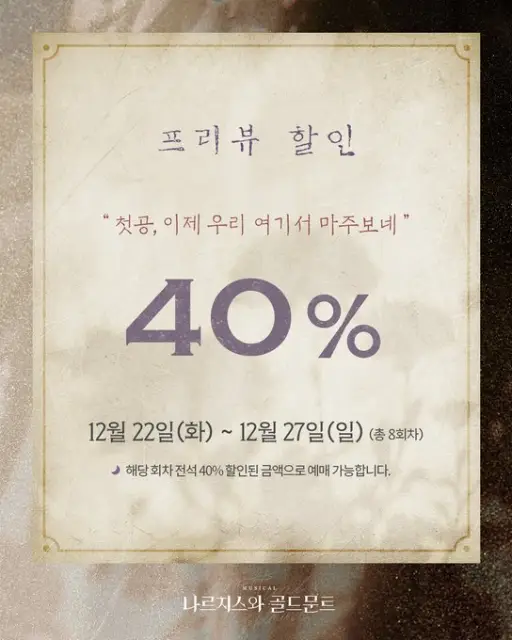 프리뷰 할인
“ 첫공, 이제 우리 여기서 마주보네 ”
40%
12월 22일(화) ~ 12월 27일(일) (총 8회차)
해당 회차 전석 40% 할인된 금액으로 예매 가능합니다.
MUSICAL
나르치스와 골드문트